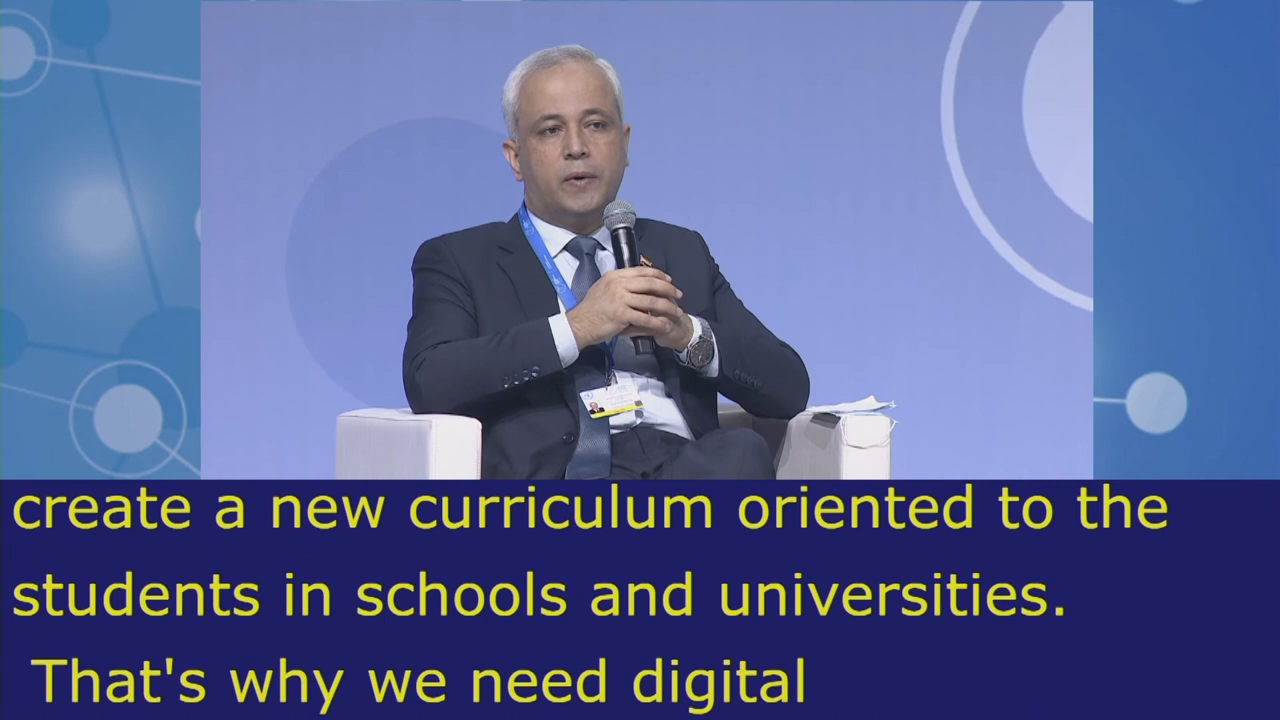 create a new curriculum oriented to the
students in schools and universities.
That's why we need digital